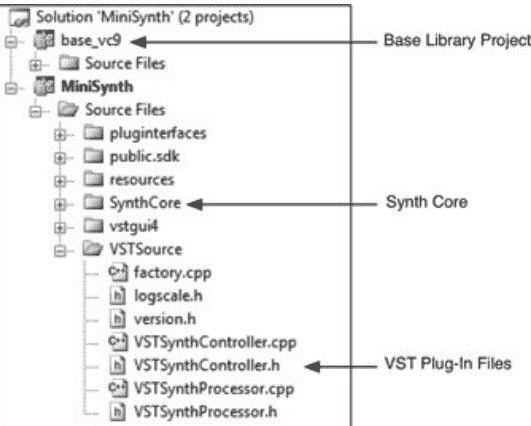 Solution 'MiniSynth' (2 projects)
base_vc9
Base Library Project
Source Files
MiniSynth
Source Files
pluginterfaces
public.sdk
resources
SynthCore
Synth Core
vstgui4
VSTSource
factory.cpp
logscale.h
version.h
VSTSynthController.cpp
VSTSynthController.h
VST Plug-In Files
VSTSynthProcessor.cpp
VSTSynthProcessor.h